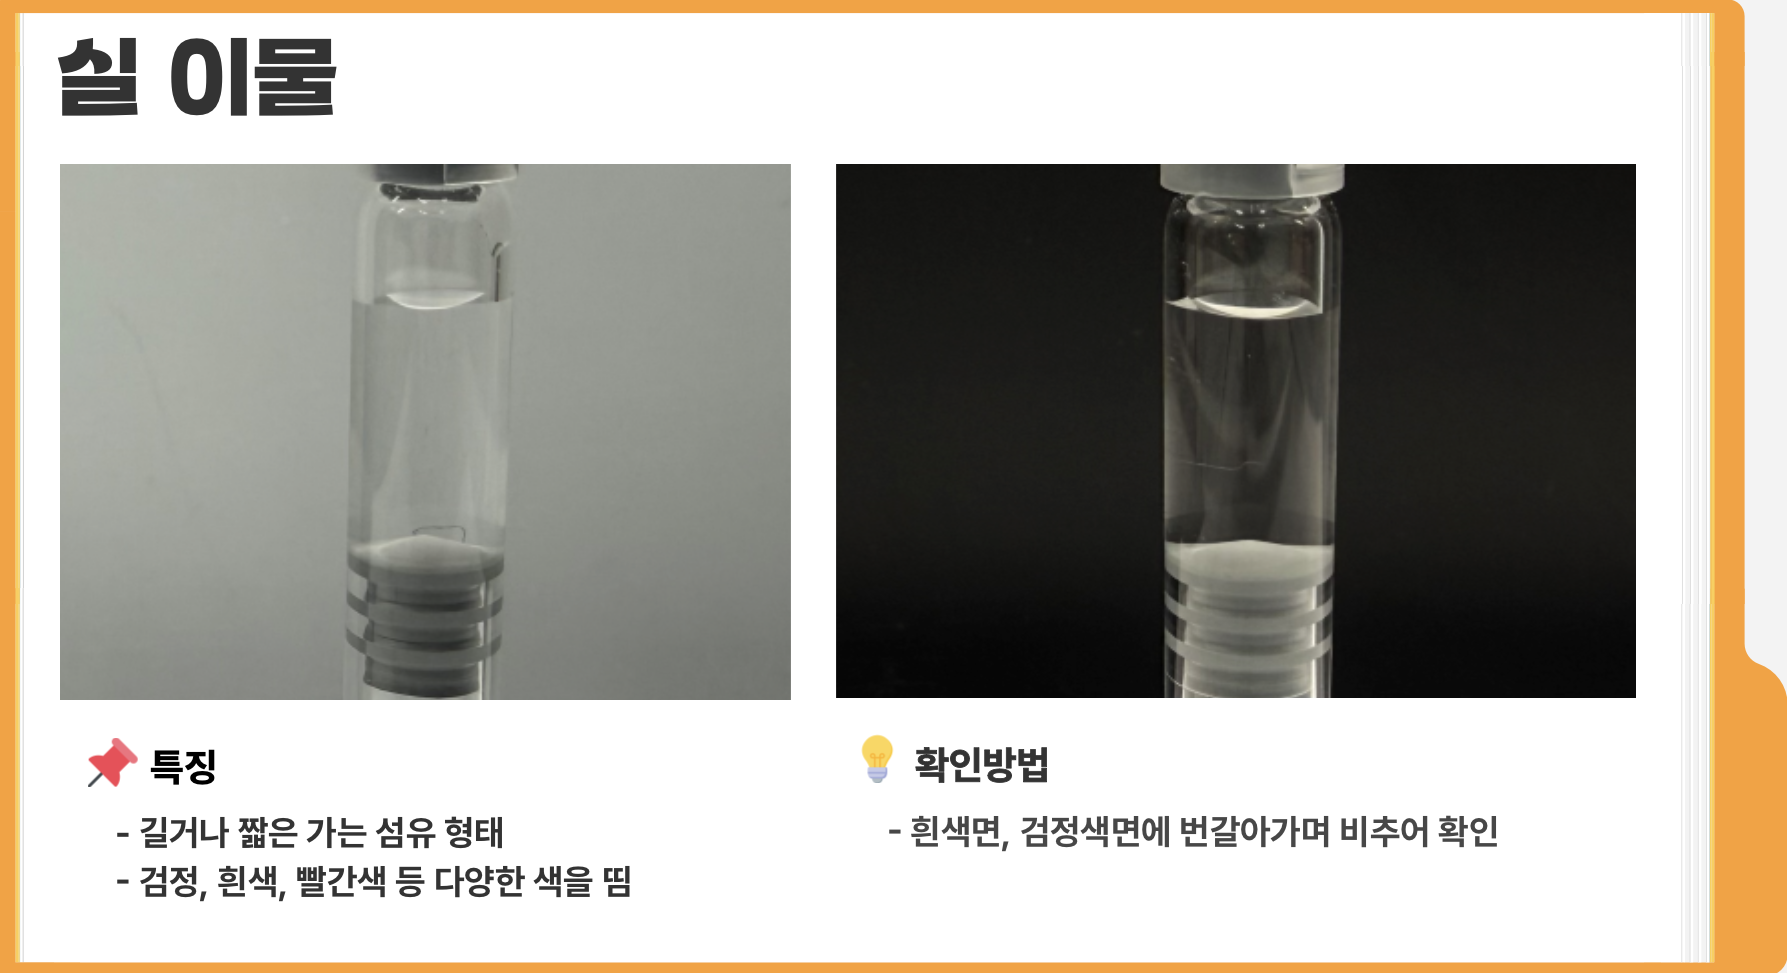 실 이물
특징
- 길거나 짧은 가는 섬유 형태
- 검정, 흰색, 빨간색 등 다양한 색을 띰
확인방법
- 흰색면, 검정색면에 번갈아가며 비추어 확인